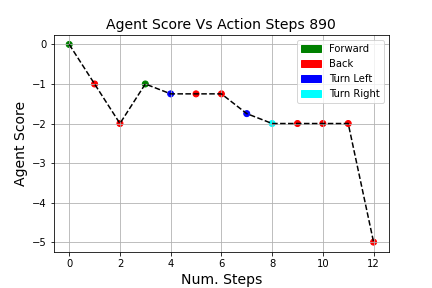 Agent Score Vs Action Steps 890
Forward
Back
Turn Left
Turn Right
Agent Score
0
−1
−2
−3
−4
−5
0 2 4 6 8 10 12
Num. Steps